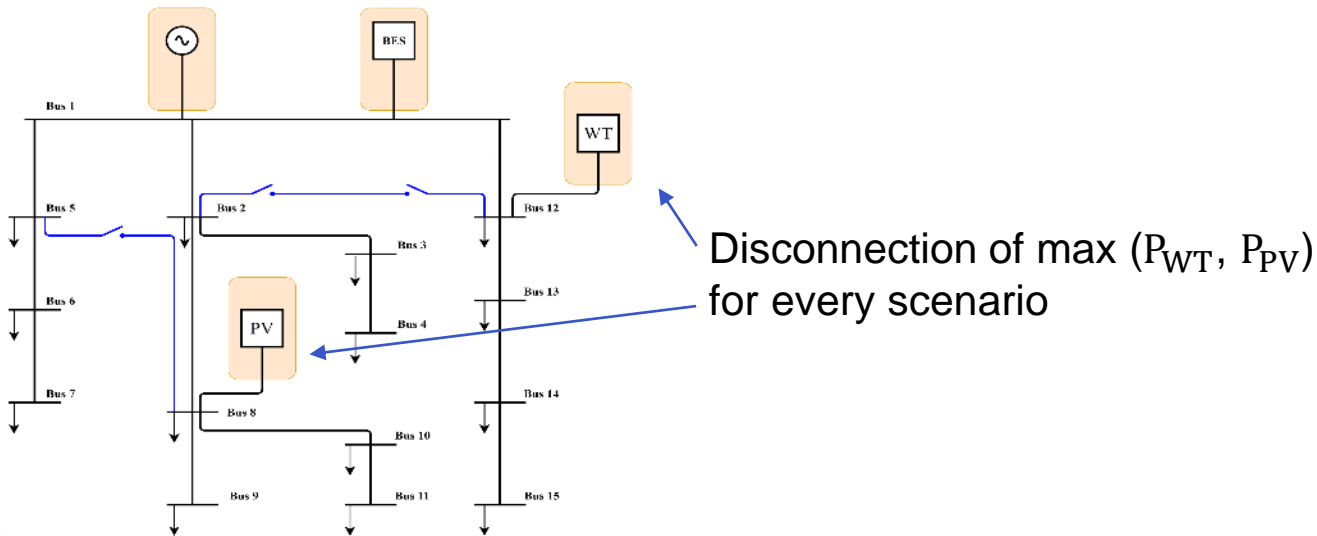 BES
Bus 1
WT
Bus 5
Bus 2
Bus 12
Bus 3
Disconnection of max (P_WT, P_PV)
for every scenario
Bus 6
Bus 13
PV
Bus 4
Bus 7
Bus 14
Bus 8
Bus 10
Bus 9
Bus 11
Bus 15